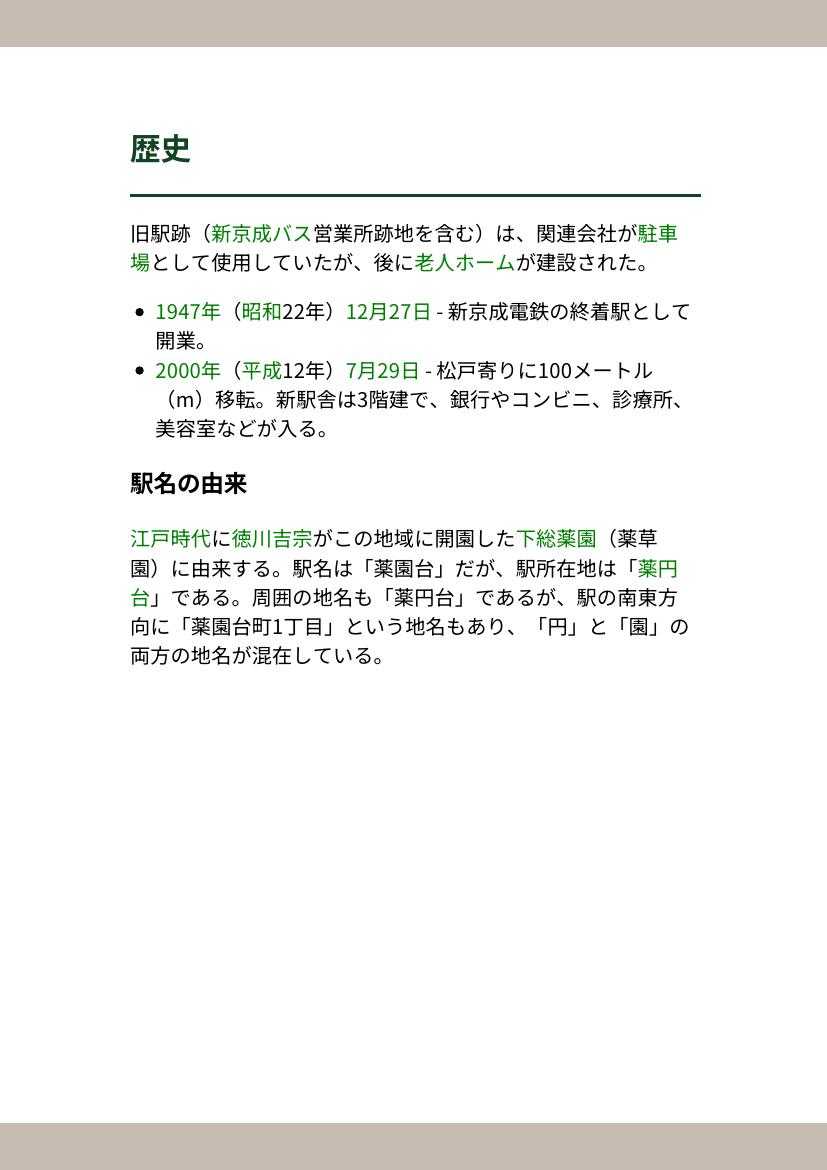 歴史
旧駅跡（新京成バス営業所跡地を含む）は、関連会社が駐車
場として使用していたが、後に老人ホームが建設された。
1947年（昭和22年）12月27日 - 新京成電鉄の終着駅として
開業。
2000年（平成12年）7月29日 - 松戸寄りに100メートル
（m）移転。新駅舎は3階建で、銀行やコンビニ、診療所、
美容室などが入る。
駅名の由来
江戸時代に徳川吉宗がこの地域に開園した下総薬園（薬草
園）に由来する。駅名は「薬園台」だが、駅所在地は「薬円
台」である。周囲の地名も「薬円台」であるが、駅の南東方
向に「薬園台町1丁目」という地名もあり、「円」と「園」の
両方の地名が混在している。